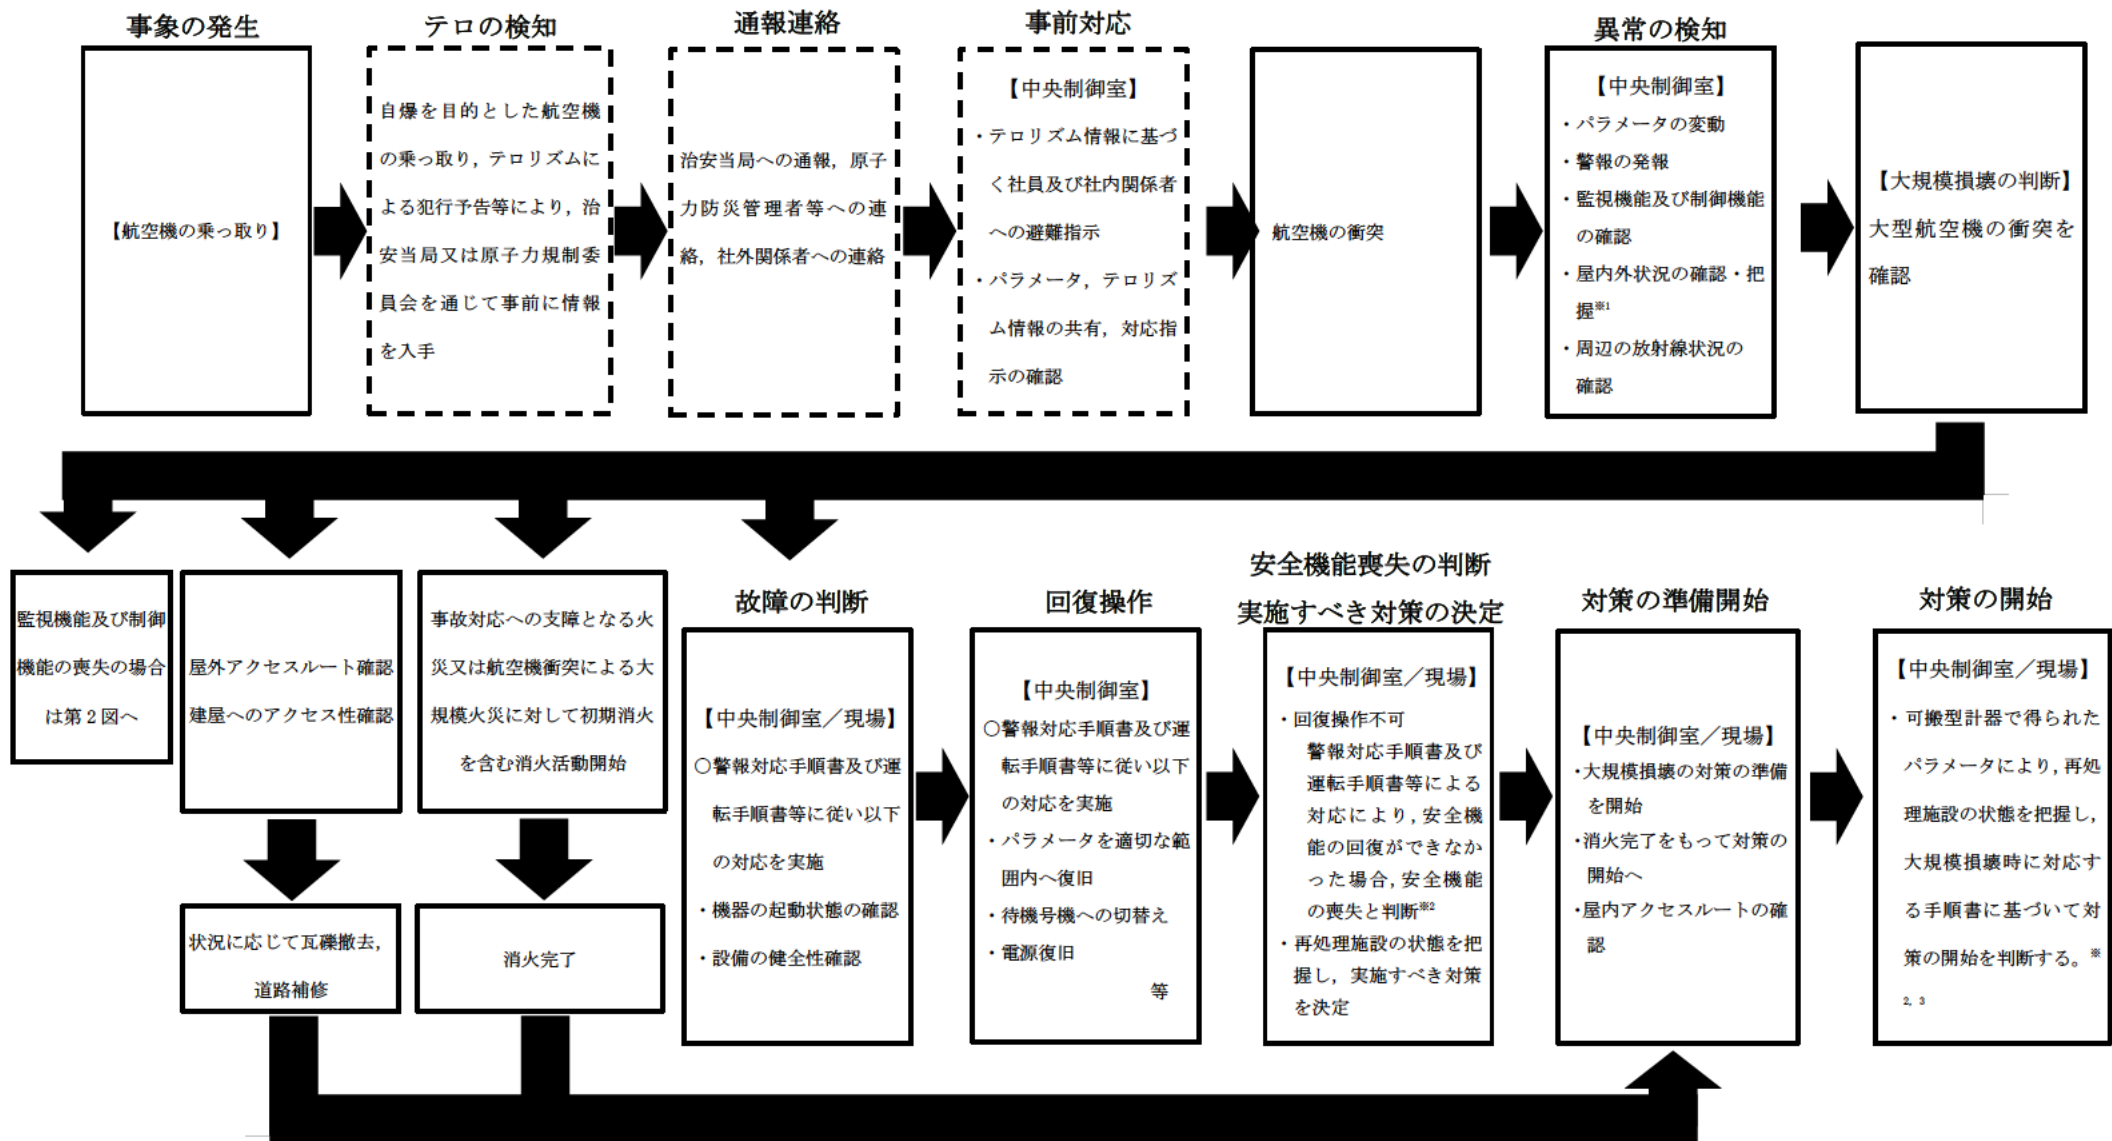 事象の発生
【航空機の乗っ取り】
テロの検知
自爆を目的とした航空機
の乗っ取り，テロリズムに
よる犯行予告等により，治
安当局又は原子力規制委
員会を通じて事前に情報
を入手
通報連絡
治安当局への通報，原子
力防災管理者等への連
絡，社外関係者への連絡
事前対応
【中央制御室】
・テロリズム情報に基づ
く社員及び社内関係者
への避難指示
・パラメータ，テロリズ
ム情報の共有，対応指
示の確認
航空機の衝突
異常の検知
【中央制御室】
・パラメータの変動
・警報の発報
・監視機能及び制御機能
の確認
・屋内外状況の確認・把
握※1
・周辺の放射線状況の
確認
【大規模損壊の判断】
大型航空機の衝突を
確認
監視機能及び制御
機能の喪失の場合
は第２図へ
屋外アクセスルート確認
建屋へのアクセス性確認
状況に応じて瓦礫撤去，
道路補修
事故対応への支障となる火
災又は航空機衝突による大
規模火災に対して初期消火
を含む消火活動開始
消火完了
故障の判断
【中央制御室／現場】
〇警報対応手順書及び運
転手順書等に従い以下
の対応を実施
・機器の起動状態の確認
・設備の健全性確認
回復操作
【中央制御室】
〇警報対応手順書及び運
転手順書等に従い以下
の対応を実施
・パラメータを適切な範
囲内へ復旧
・待機号機への切替え
・電源復旧
等
安全機能喪失の判断
実施すべき対策の決定
【中央制御室／現場】
・回復操作不可
警報対応手順書及び
運転手順書等による
対応により，安全機
能の回復ができなか
った場合，安全機能
の喪失と判断※2
・再処理施設の状態を把
握し，実施すべき対策
を決定
対策の準備開始
【中央制御室／現場】
・大規模損壊の対策の準備
を開始
・消火完了をもって対策の
開始へ
・屋内アクセスルートの確
認
対策の開始
【中央制御室／現場】
・可搬型計器で得られた
パラメータにより，再処
理施設の状態を把握し，
大規模損壊時に対応す
る手順書に基づいて対
策の開始を判断する。※
2, 3